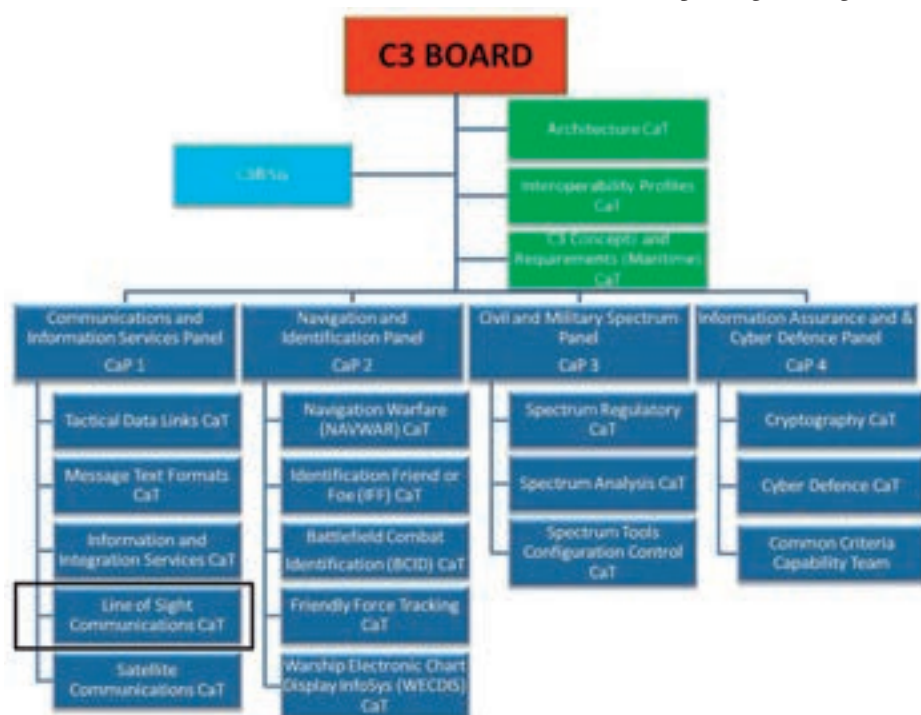 C3 BOARD
Architecture CaT
Interoperability Profiles
CaT
C3 Concepts and
Requirements (Maritime)
CaT
Communications and
Information Services Panel
CaP 1
Tactical Data Links CaT
Message Text Formats
CaT
Information and
Integration Services CaT
Line of Sight
Communications CaT
Satellite
Communications CaT
Navigation and
Identification Panel
CaP 2
Navigation Warfare
(NAVWAR) CaT
Identification Friend or
Foe (IFF) CaT
Battlefield Combat
Identification (BCID) CaT
Friendly Force Tracking
CaT
Warship Electronic Chart
Display InfoSys (WECDIS)
CaT
Civil and Military Spectrum
Panel
CaP 3
Spectrum Regulatory
CaT
Spectrum Analysis CaT
Spectrum Tools
Configuration Control
CaT
Information Assurance and &
Cyber Defence Panel
CaP 4
Cryptography CaT
Cyber Defence CaT
Common Criteria
Capability Team